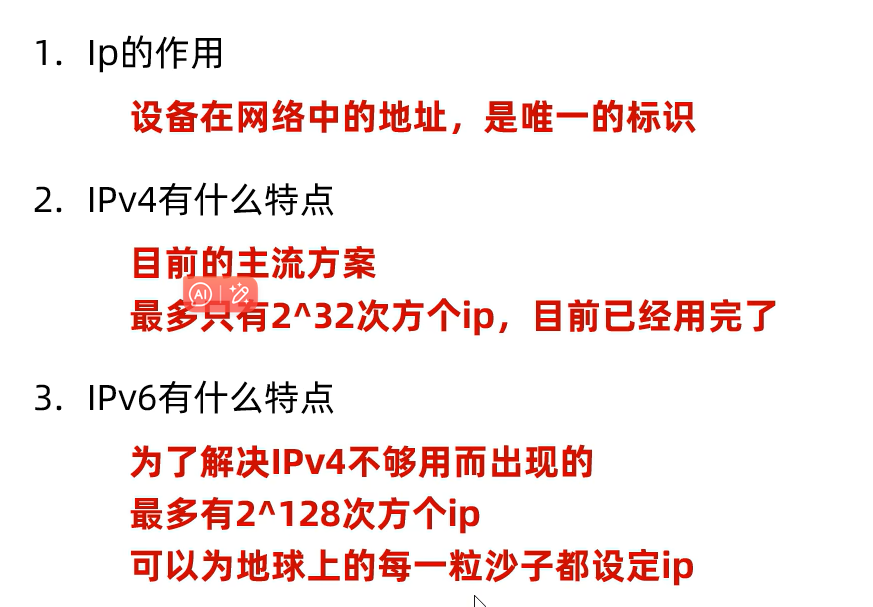 1. Ip的作用
设备在网络中的地址，是唯一的标识
2. IPv4有什么特点
目前的主流方案
AI
最多只有2^32次方个ip，目前已经用完了
3. IPv6有什么特点
为了解决IPv4不够用而出现的
最多有2^128次方个ip
可以为地球上的每一粒沙子都设定ip